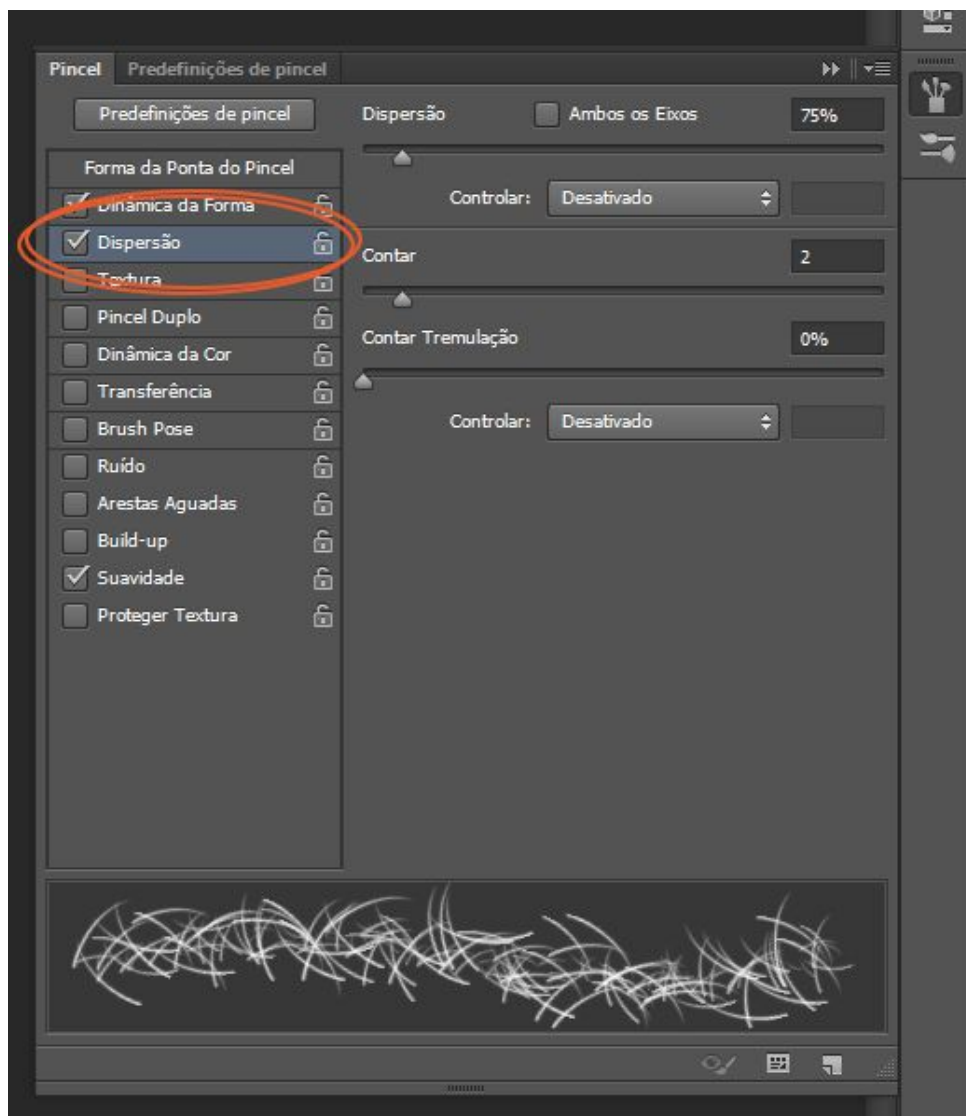 Pincel Predefinições de pincel
Predefinições de pincel
Forma da Ponta do Pincel
Dinâmica da Forma
Dispersão
Textura
Pincel Duplo
Dinâmica da Cor
Transferência
Brush Pose
Ruído
Arestas Aguadas
Build-up
Suavidade
Proteger Textura
Dispersão Ambos os Eixos 75%
Controlar: Desativado
Contar 2
Contar Tremulação 0%
Controlar: Desativado